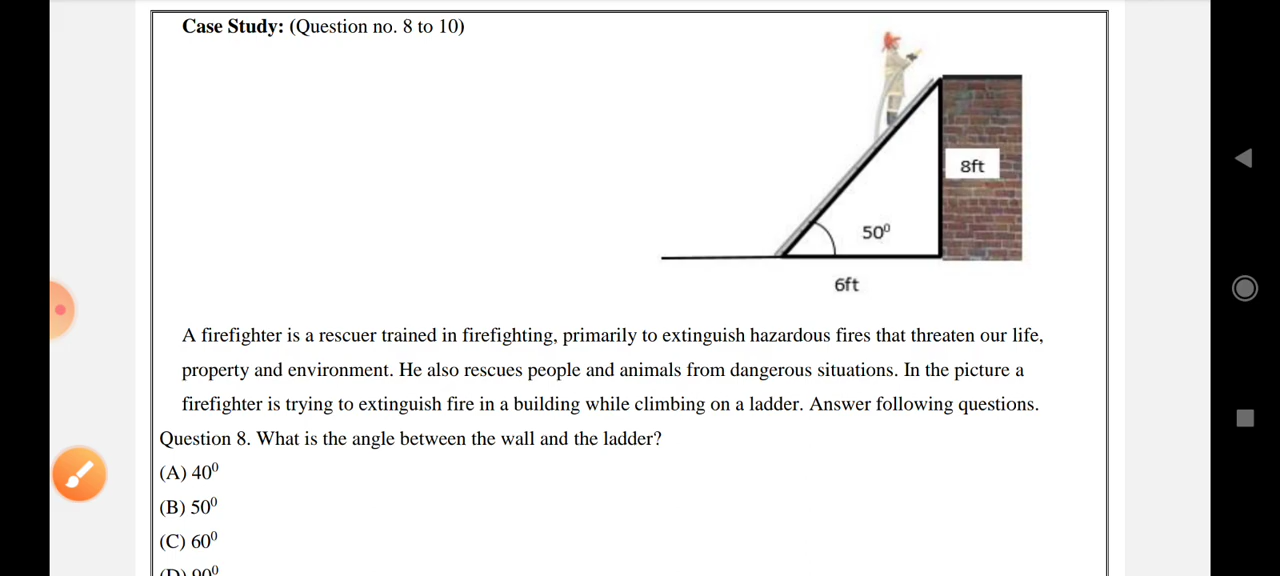 Case Study: (Question no. 8 to 10)
8ft
50⁰
6ft
A firefighter is a rescuer trained in firefighting, primarily to extinguish hazardous fires that threaten our life,
property and environment. He also rescues people and animals from dangerous situations. In the picture a
firefighter is trying to extinguish fire in a building while climbing on a ladder. Answer following questions.
Question 8. What is the angle between the wall and the ladder?
(A) 40⁰
(B) 50⁰
(C) 60⁰
(D) 90⁰